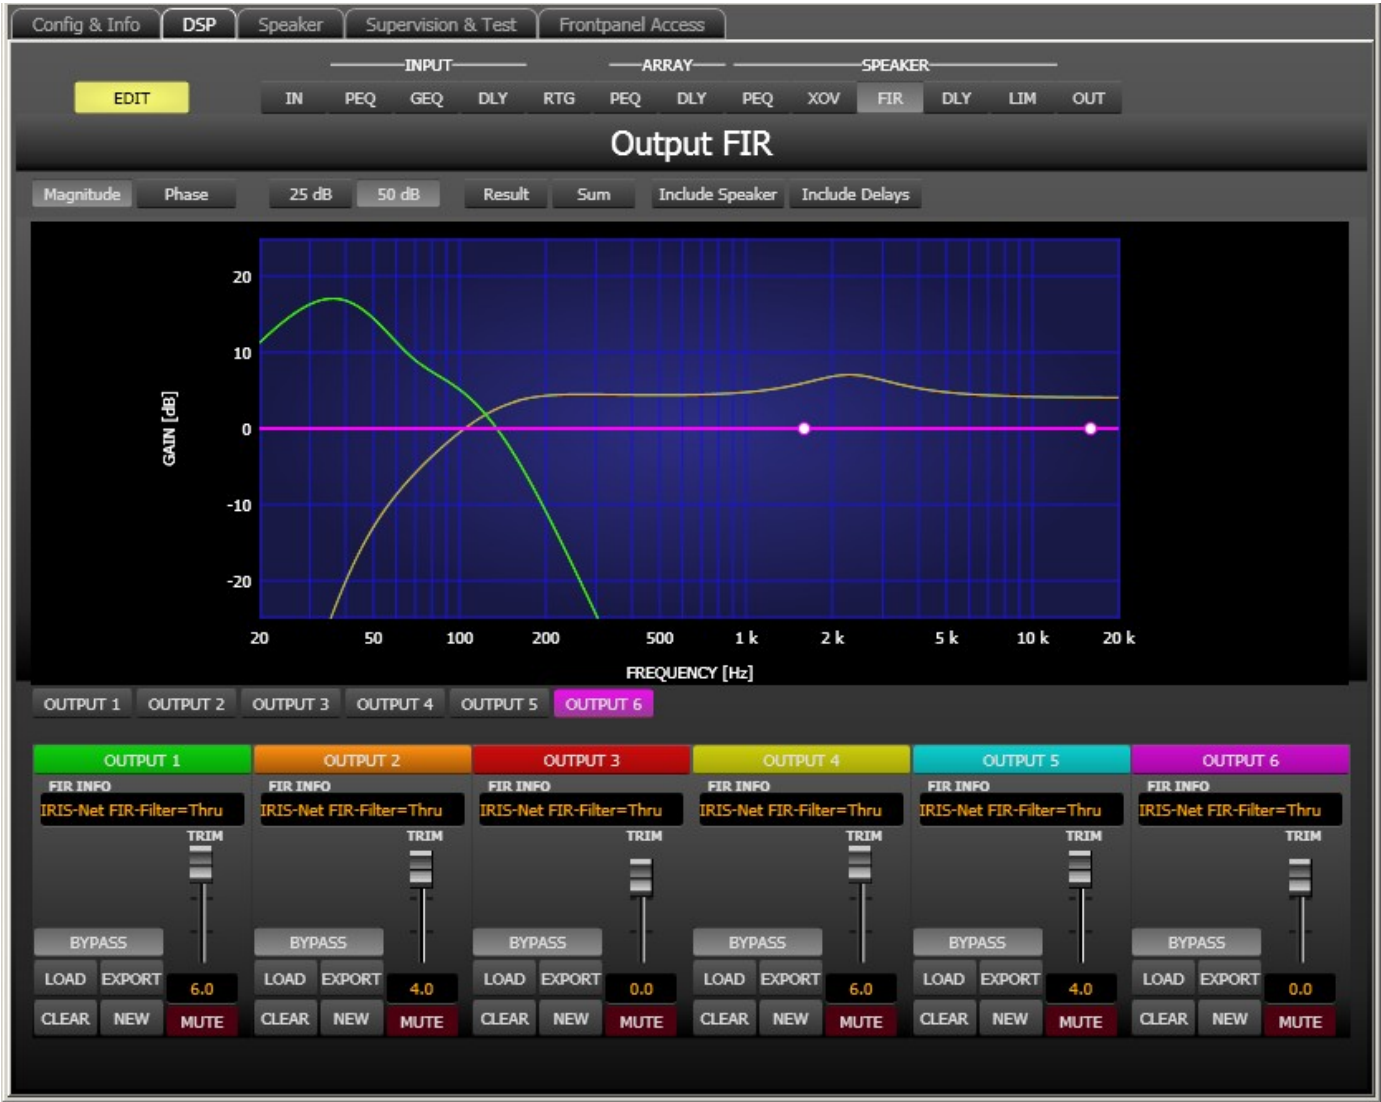 Config & Info DSP Speaker Supervision & Test Frontpanel Access
INPUT ARRAY SPEAKER
EDIT IN PEQ GEQ DLY RTG PEQ DLY PEQ XOV FIR DLY LIM OUT
Output FIR
Magnitude Phase 25 dB 50 dB Result Sum Include Speaker Include Delays
20
10
0
-10
-20
GAIN [dB]
20 50 100 200 500 1 k 2 k 5 k 10 k 20 k
FREQUENCY [Hz]
OUTPUT 1 OUTPUT 2 OUTPUT 3 OUTPUT 4 OUTPUT 5 OUTPUT 6
OUTPUT 1 OUTPUT 2 OUTPUT 3 OUTPUT 4 OUTPUT 5 OUTPUT 6
FIR INFO FIR INFO FIR INFO FIR INFO FIR INFO FIR INFO
IRIS-Net FIR-Filter=Thru IRIS-Net FIR-Filter=Thru IRIS-Net FIR-Filter=Thru IRIS-Net FIR-Filter=Thru IRIS-Net FIR-Filter=Thru IRIS-Net FIR-Filter=Thru
TRIM TRIM TRIM TRIM TRIM TRIM
BYPASS BYPASS BYPASS BYPASS BYPASS BYPASS
LOAD EXPORT 6.0 LOAD EXPORT 4.0 LOAD EXPORT 0.0 LOAD EXPORT 6.0 LOAD EXPORT 4.0 LOAD EXPORT 0.0
CLEAR NEW MUTE CLEAR NEW MUTE CLEAR NEW MUTE CLEAR NEW MUTE CLEAR NEW MUTE CLEAR NEW MUTE